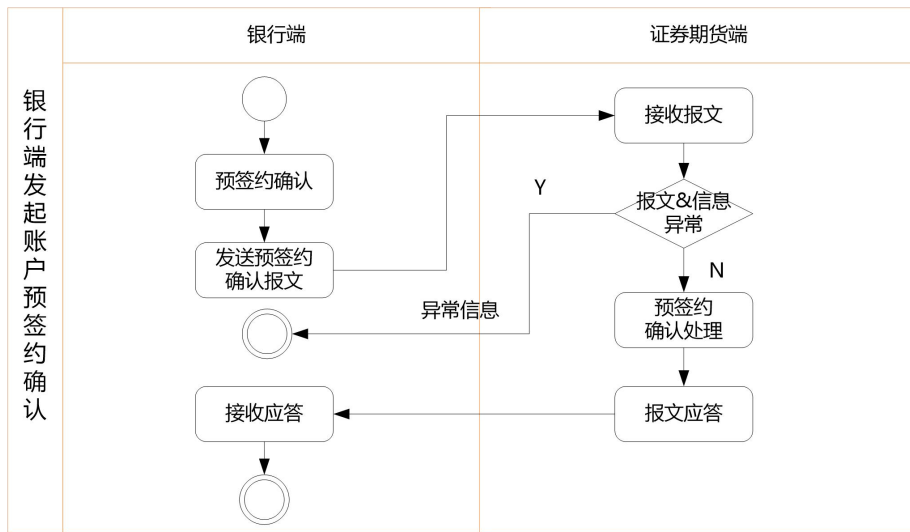 银行端
证券期货端
银行端发起账户预签约确认
预签约确认
发送预签约
确认报文
接收报文
报文&信息
异常
Y
N
异常信息
预签约
确认处理
接收应答
报文应答